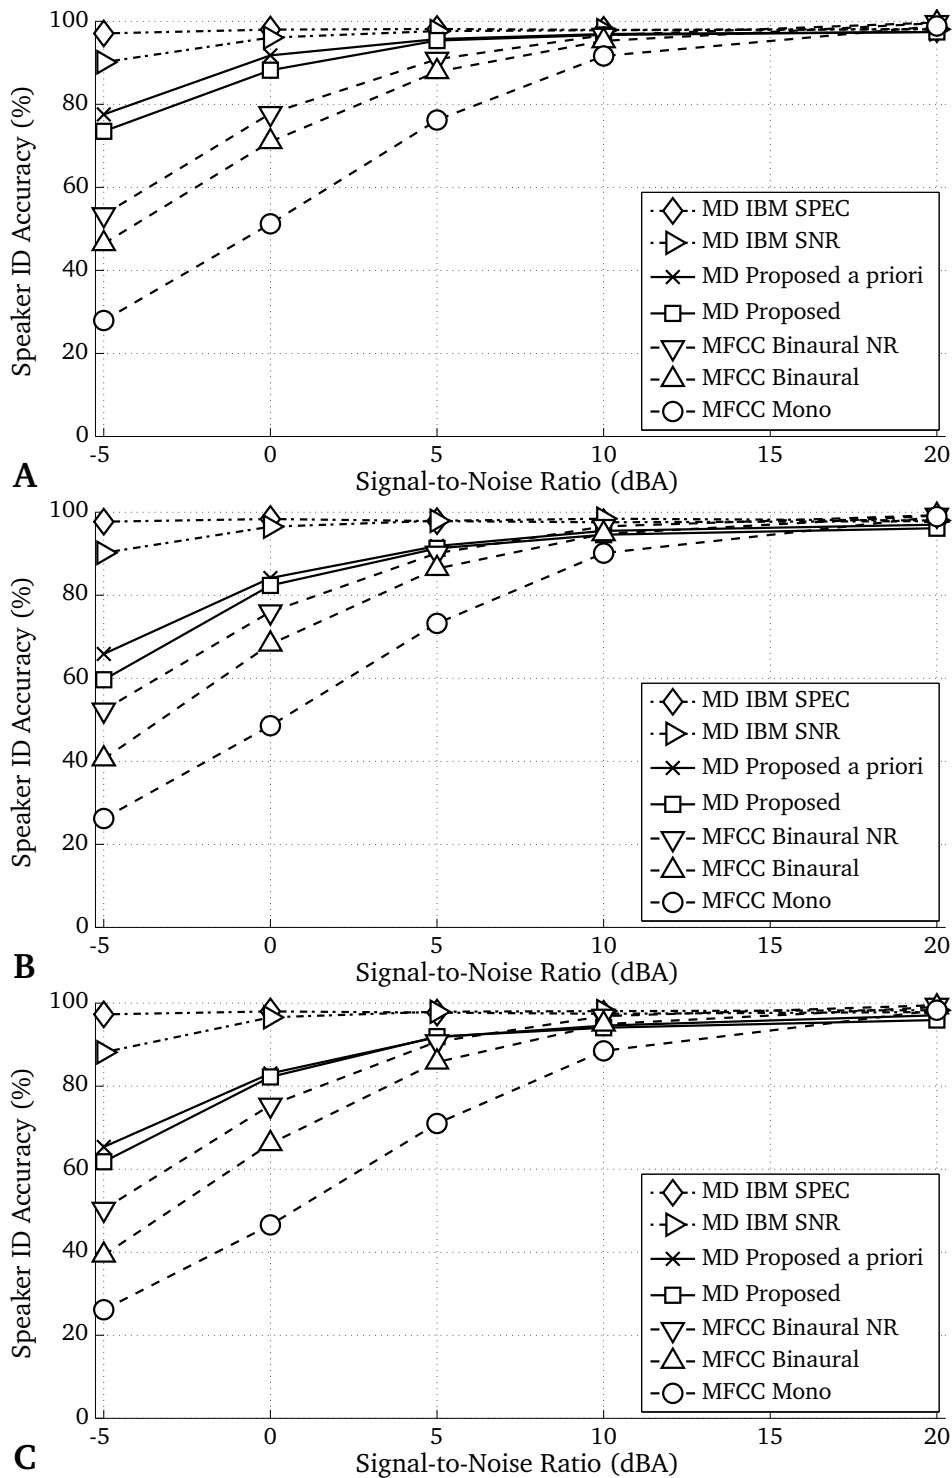 100
80
60
40
20
0
Speaker ID Accuracy (%)
MD IBM SPEC
MD IBM SNR
MD Proposed a priori
MD Proposed
MFCC Binaural NR
MFCC Binaural
MFCC Mono
-5 0 5 10 15 20
Signal-to-Noise Ratio (dBA)
A
100
80
60
40
20
0
Speaker ID Accuracy (%)
MD IBM SPEC
MD IBM SNR
MD Proposed a priori
MD Proposed
MFCC Binaural NR
MFCC Binaural
MFCC Mono
-5 0 5 10 15 20
Signal-to-Noise Ratio (dBA)
B
100
80
60
40
20
0
Speaker ID Accuracy (%)
MD IBM SPEC
MD IBM SNR
MD Proposed a priori
MD Proposed
MFCC Binaural NR
MFCC Binaural
MFCC Mono
-5 0 5 10 15 20
Signal-to-Noise Ratio (dBA)
C